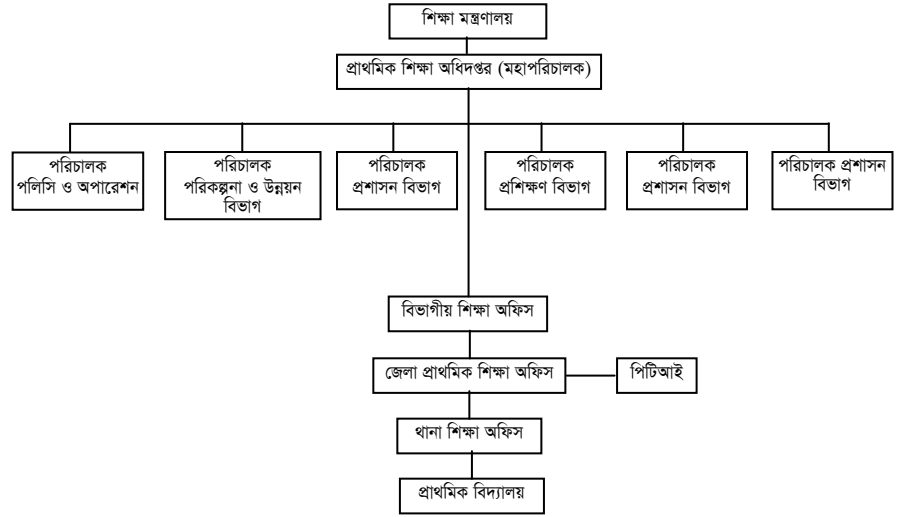 শিক্ষা মন্ত্রণালয়
প্রাথমিক শিক্ষা অধিদপ্তর (মহাপরিচালক)
পরিচালক
পলিসি ও অপারেশন
পরিচালক
পরিকল্পনা ও উন্নয়ন
বিভাগ
পরিচালক
প্রশাসন বিভাগ
পরিচালক
প্রশিক্ষণ বিভাগ
পরিচালক
প্রশাসন বিভাগ
পরিচালক প্রশাসন
বিভাগ
বিভাগীয় শিক্ষা অফিস
জেলা প্রাথমিক শিক্ষা অফিস
পিটিআই
থানা শিক্ষা অফিস
প্রাথমিক বিদ্যালয়